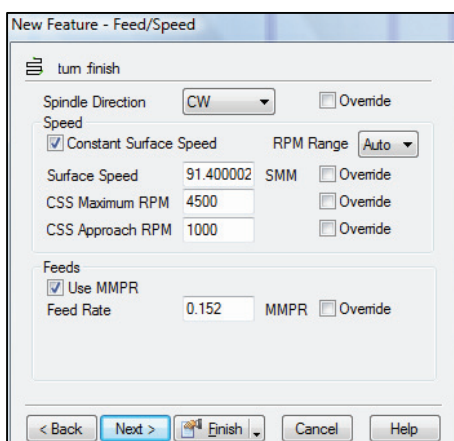 New Feature - Feed/Speed
turn :finish
Spindle Direction CW Override
Speed
Constant Surface Speed RPM Range Auto
Surface Speed 91.400002 SMM Override
CSS Maximum RPM 4500 Override
CSS Approach RPM 1000 Override
Feeds
Use MMPR
Feed Rate 0.152 MMPR Override
< Back Next > Finish Cancel Help